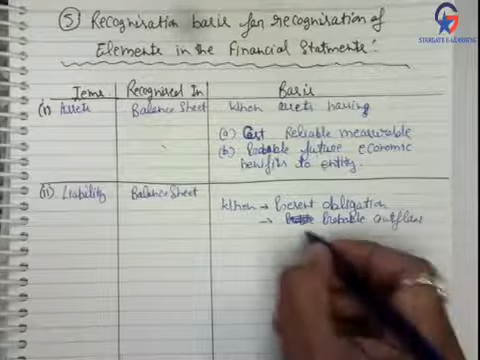 STARGATE E-LEARNING
5 Recognisation basis for recognisation of
Elements in the Financial Statments:
Items Recognised In Basis
(i) Assets Balance Sheet When assets having
(a) Cost Reliable measurable
(b) Probable future economic
benefits to entity.
(ii) Liability Balance Sheet When → Present obligation
→ Probable outflow